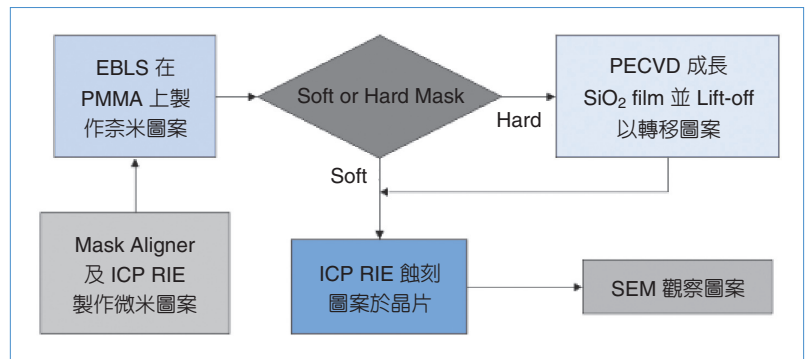 EBLS 在
PMMA 上製
作奈米圖案
Soft or Hard Mask
Hard
PECVD 成長
SiO₂ film 並 Lift-off
以轉移圖案
Soft
Mask Aligner
及 ICP RIE
製作微米圖案
ICP RIE 蝕刻
圖案於晶片
SEM 觀察圖案